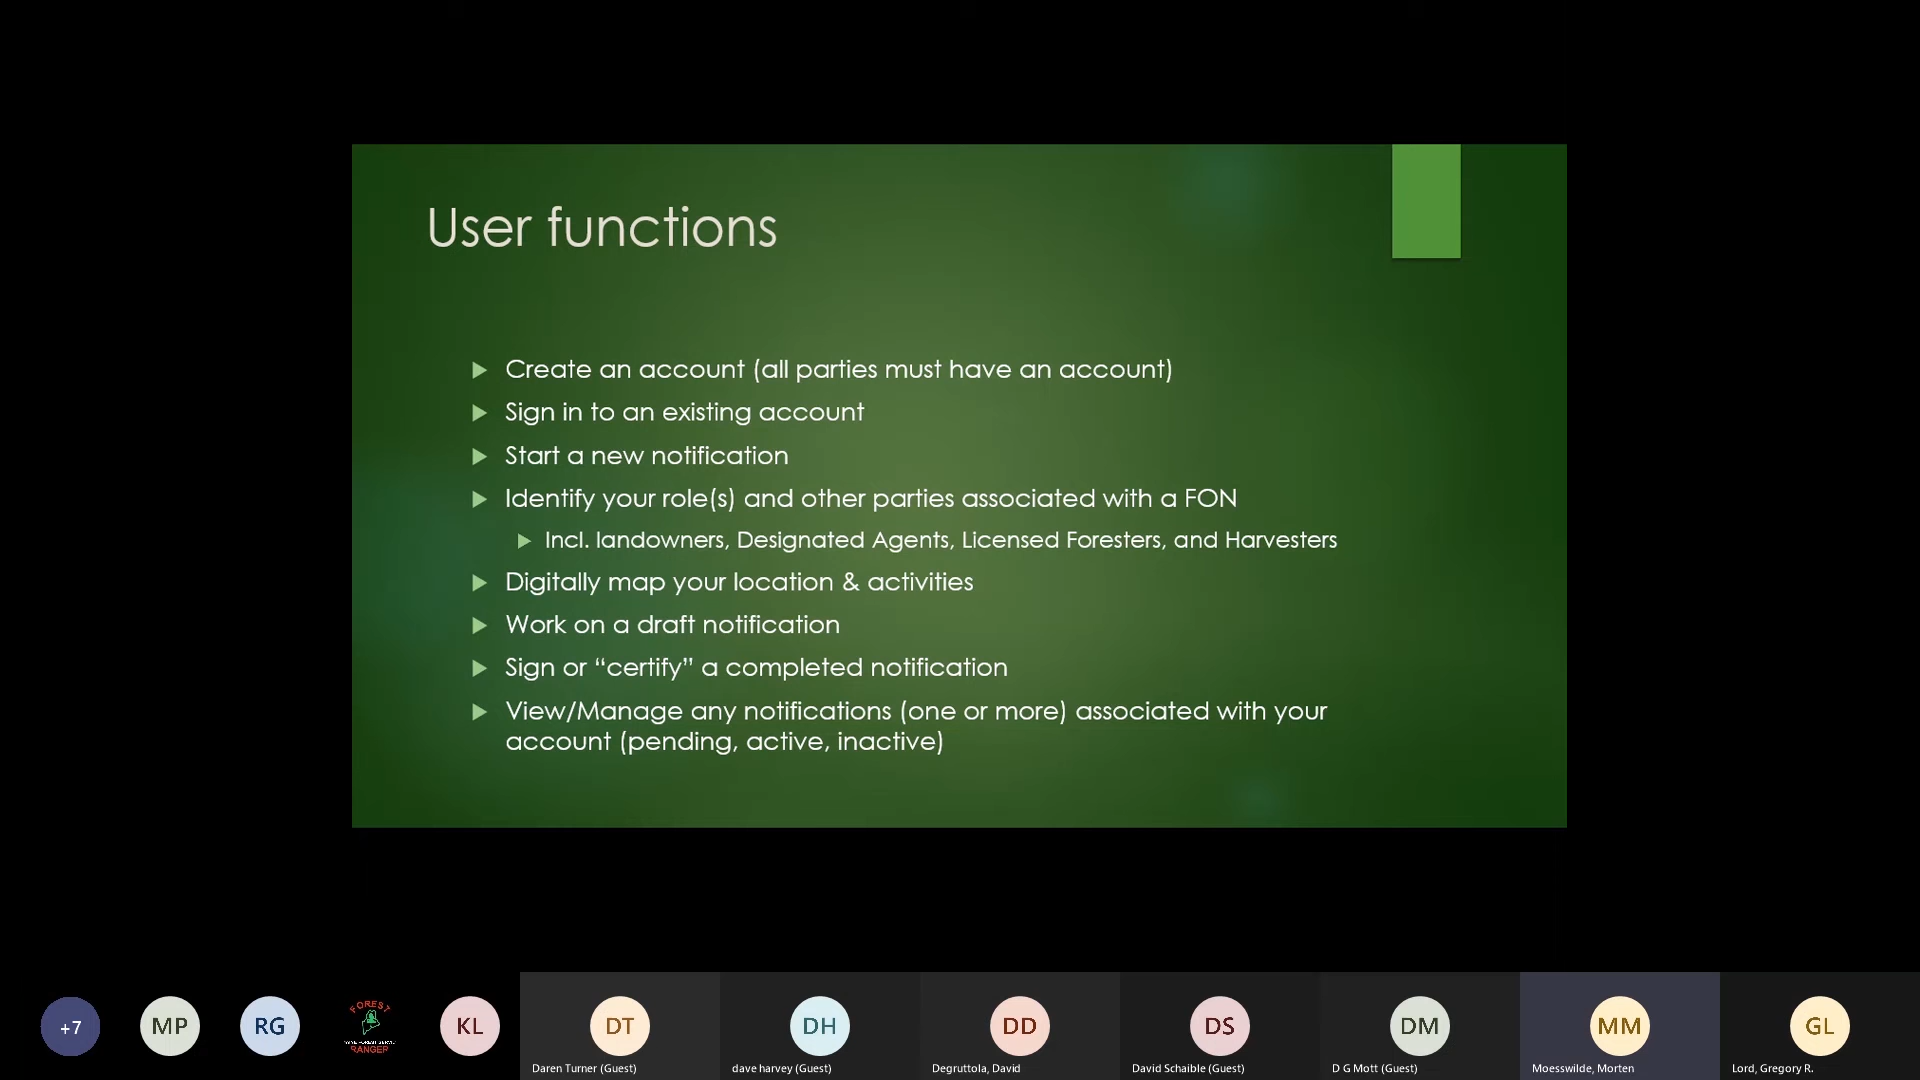 User functions
Create an account (all parties must have an account)
Sign in to an existing account
Start a new notification
Identify your role(s) and other parties associated with a FON
Incl. landowners, Designated Agents, Licensed Foresters, and Harvesters
Digitally map your location & activities
Work on a draft notification
Sign or “certify” a completed notification
View/Manage any notifications (one or more) associated with your
account (pending, active, inactive)
+7
MP
RG
FOREST
RANGER
KL
DT
Daren Turner (Guest)
DH
dave harvey (Guest)
DD
Degruttola, David
DS
David Schaible (Guest)
DM
D G Mott (Guest)
MM
Moesswilde, Morten
GL
Lord, Gregory R.